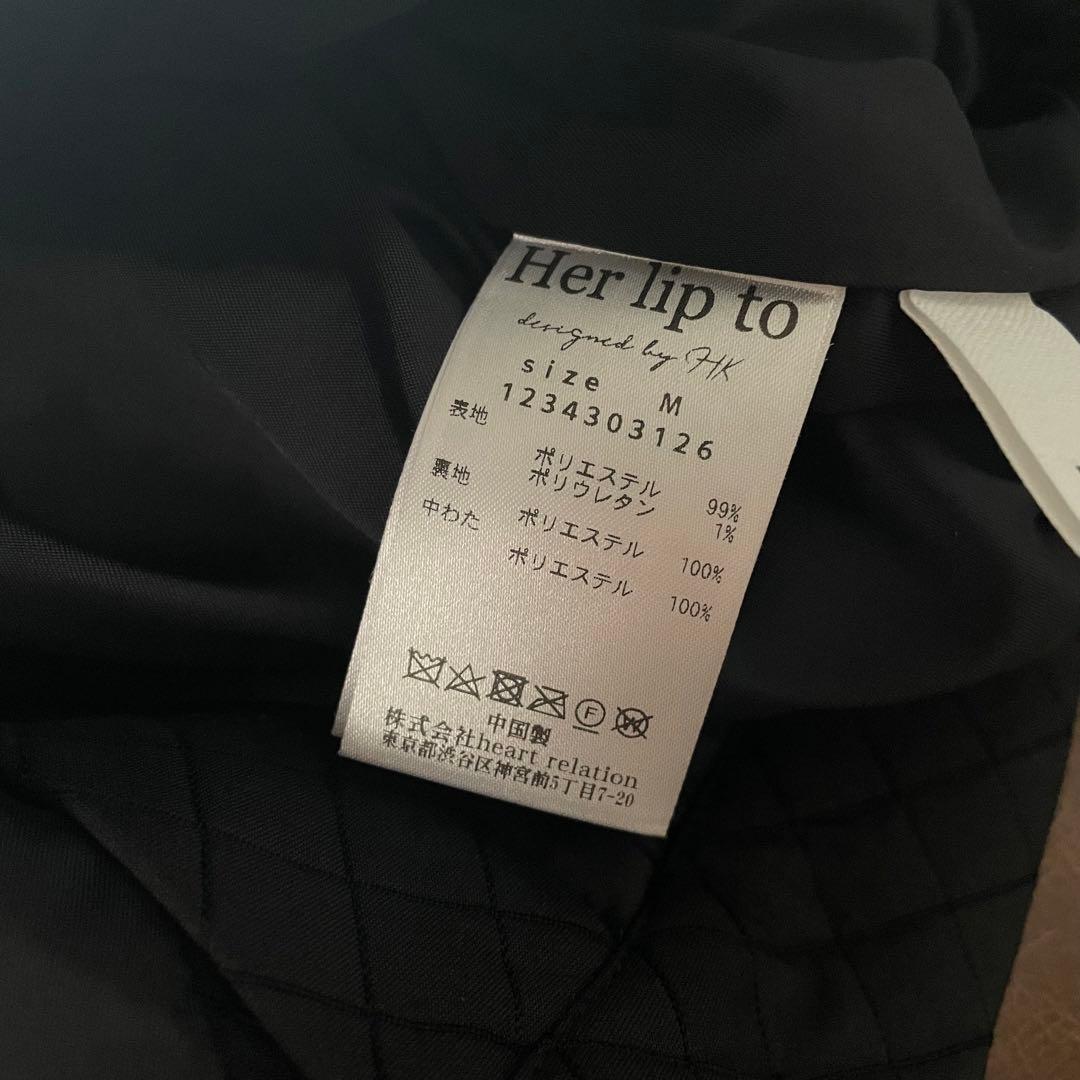 Her lip to
designed by HK
size M
1234303126
表地
ポリエステル 99%
ポリウレタン 1%
裏地
ポリエステル 100%
中わた
ポリエステル 100%
F
W
中国製
株式会社heart relation
東京都渋谷区神宮前5丁目7-20